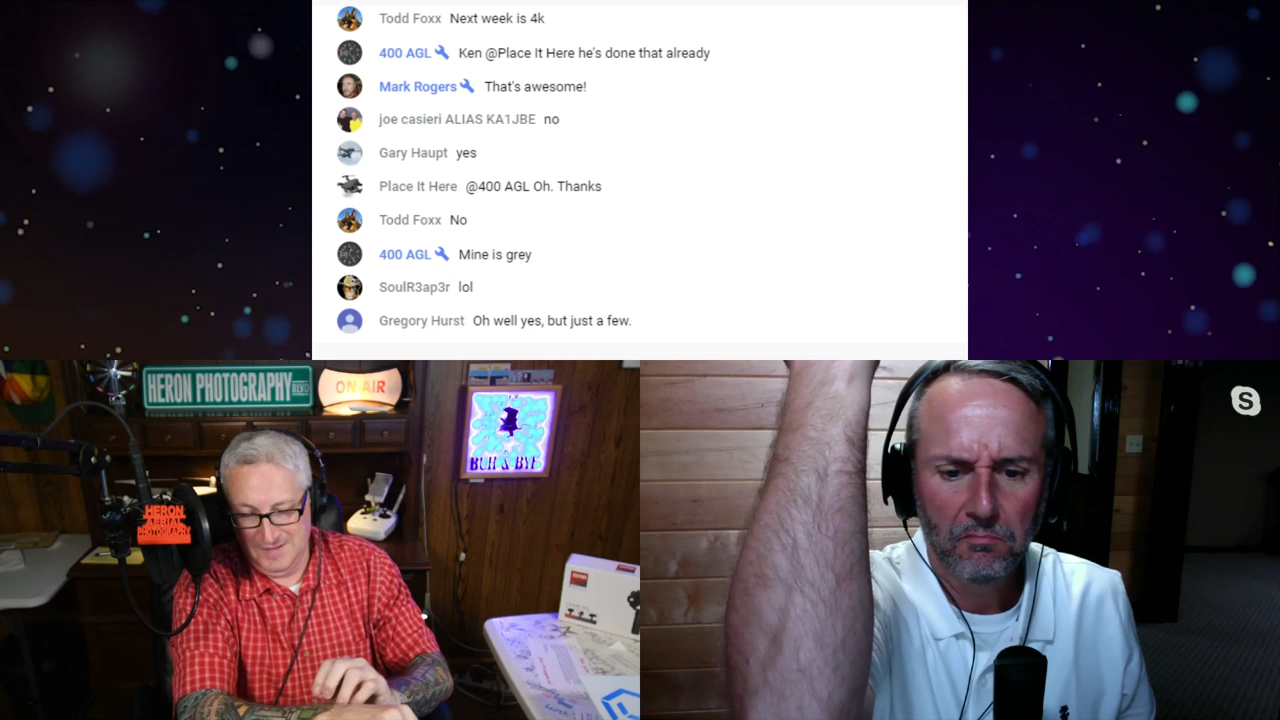 Todd Foxx Next week is 4k
400 AGL Ken @Place It Here he's done that already
Mark Rogers That's awesome!
joe casieri ALIAS KA1JBE no
Gary Haupt yes
Place It Here @400 AGL Oh. Thanks
Todd Foxx No
400 AGL Mine is grey
SoulR3ap3r lol
Gregory Hurst Oh well yes, but just a few.
HERON PHOTOGRAPHY BLVD
ON AIR
BUH & BYE
HERON
AERIAL
PHOTOGRAPHY
S